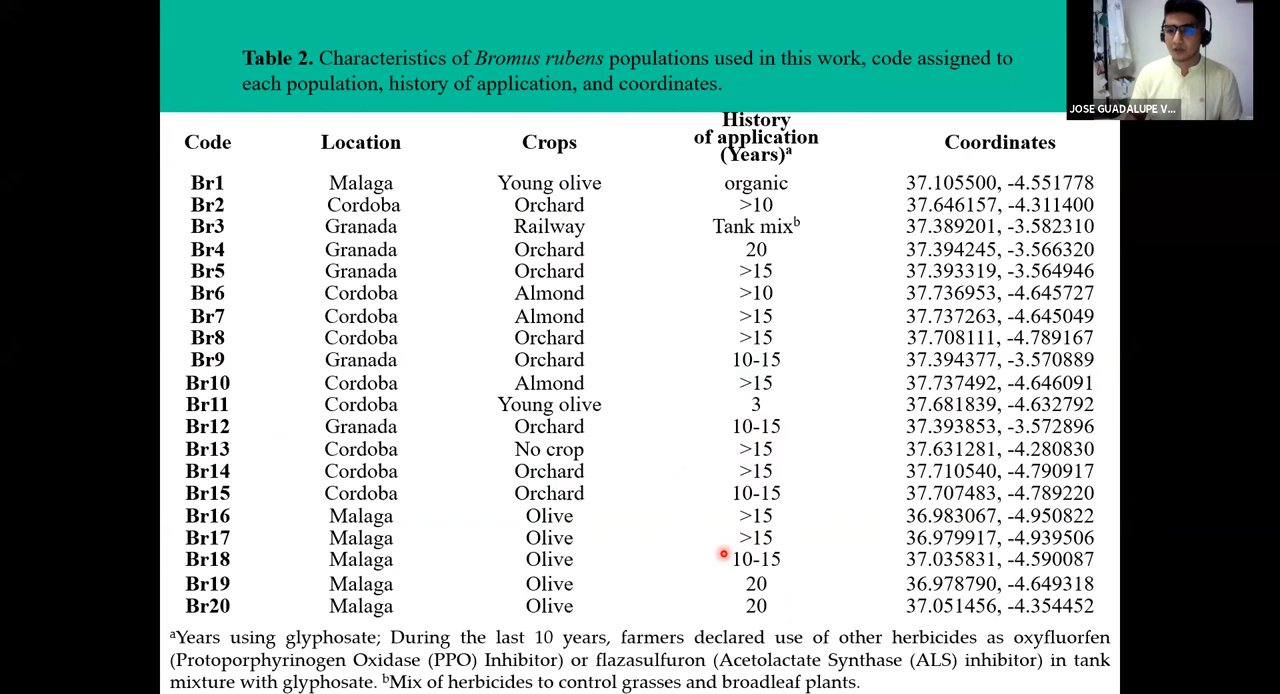 Table 2. Characteristics of Bromus rubens populations used in this work, code assigned to
each population, history of application, and coordinates.
JOSE GUADALUPE V...
Code Location Crops History of application (Years)ᵃ Coordinates
Br1 Malaga Young olive organic 37.105500, -4.551778
Br2 Cordoba Orchard >10 37.646157, -4.311400
Br3 Granada Railway Tank mixᵇ 37.389201, -3.582310
Br4 Granada Orchard 20 37.394245, -3.566320
Br5 Granada Orchard >15 37.393319, -3.564946
Br6 Cordoba Almond >10 37.736953, -4.645727
Br7 Cordoba Almond >15 37.737263, -4.645049
Br8 Cordoba Orchard >15 37.708111, -4.789167
Br9 Granada Orchard 10-15 37.394377, -3.570889
Br10 Cordoba Almond >15 37.737492, -4.646091
Br11 Cordoba Young olive 3 37.681839, -4.632792
Br12 Granada Orchard 10-15 37.393853, -3.572896
Br13 Cordoba No crop >15 37.631281, -4.280830
Br14 Cordoba Orchard >15 37.710540, -4.790917
Br15 Cordoba Orchard 10-15 37.707483, -4.789220
Br16 Malaga Olive >15 36.983067, -4.950822
Br17 Malaga Olive >15 36.979917, -4.939506
Br18 Malaga Olive 10-15 37.035831, -4.590087
Br19 Malaga Olive 20 36.978790, -4.649318
Br20 Malaga Olive 20 37.051456, -4.354452
ᵃYears using glyphosate; During the last 10 years, farmers declared use of other herbicides as oxyfluorfen
(Protoporphyrinogen Oxidase (PPO) Inhibitor) or flazasulfuron (Acetolactate Synthase (ALS) inhibitor) in tank
mixture with glyphosate. ᵇMix of herbicides to control grasses and broadleaf plants.